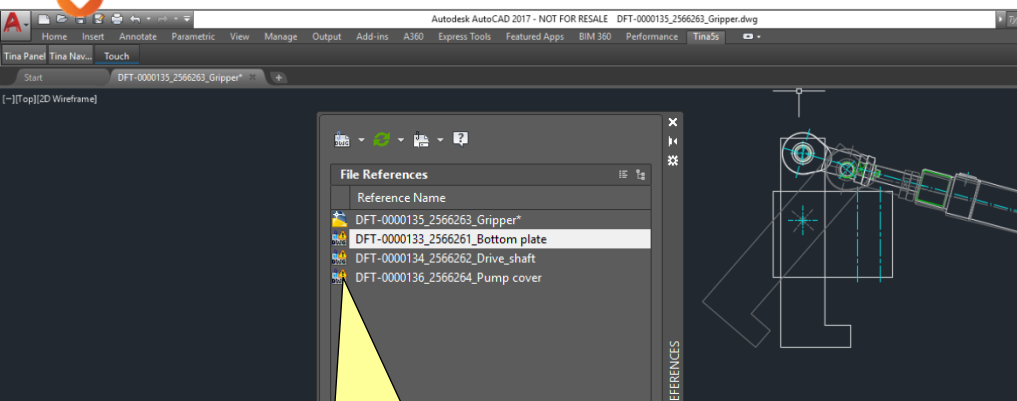 Autodesk AutoCAD 2017 - NOT FOR RESALE DFT-0000135_2566263_Gripper.dwg
Ty
Home Insert Annotate Parametric View Manage Output Add-ins A360 Express Tools Featured Apps BIM 360 Performance Tina5s
Tina Panel Tina Nav... Touch
Start DFT-0000135_2566263_Gripper*
[−][Top][2D Wireframe]
File References
Reference Name
DFT-0000135_2566263_Gripper*
DFT-0000133_2566261_Bottom plate
DFT-0000134_2566262_Drive_shaft
DFT-0000136_2566264_Pump cover